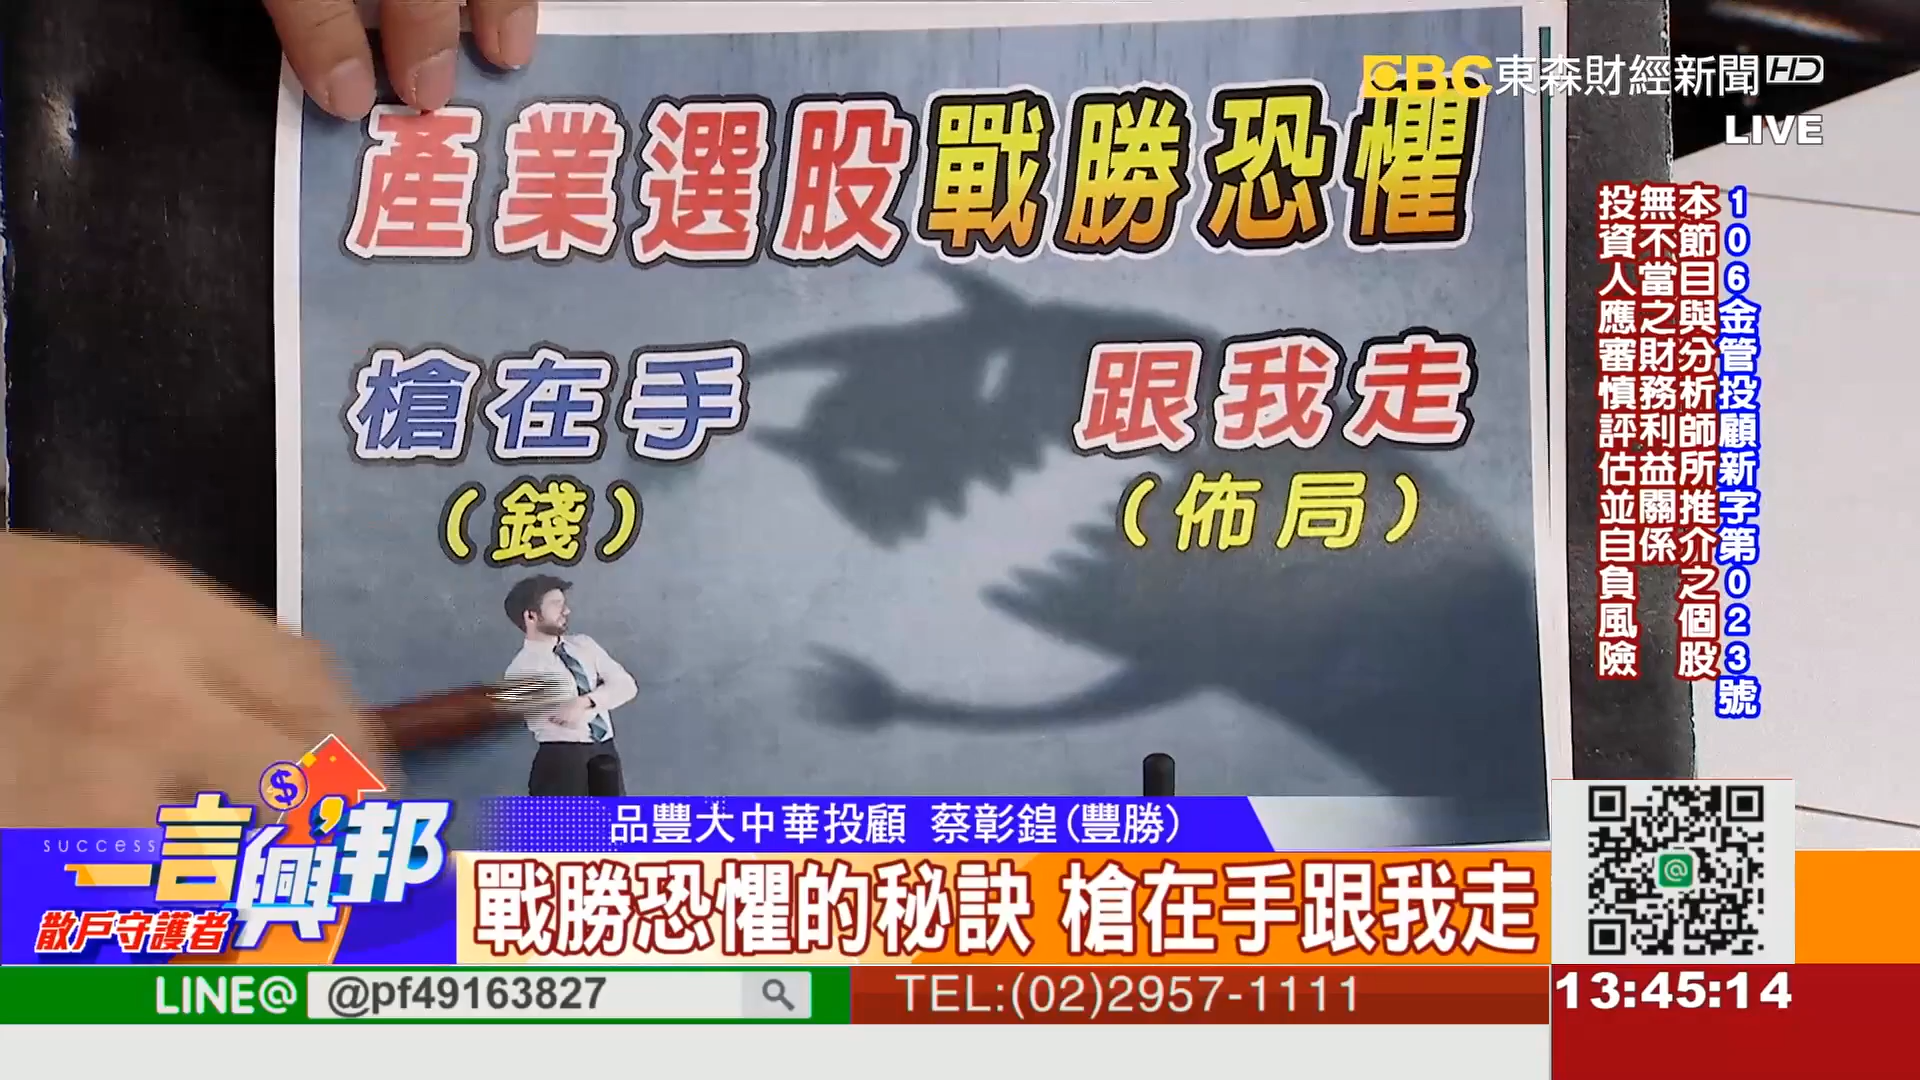 EBC東森財經新聞HD
LIVE
產業選股戰勝恐懼
槍在手
跟我走
(錢)
(佈局)
106金管投顧新字第023號
本節目與分析師所推介之個股
無不當之財務利益關係
投資人應審慎評估並自負風險
success
一言興邦
散戶守護者
品豐大中華投顧 蔡彰鍠(豐勝)
戰勝恐懼的秘訣 槍在手跟我走
LINE@ @pf49163827
TEL:(02)2957-1111
13:45:14